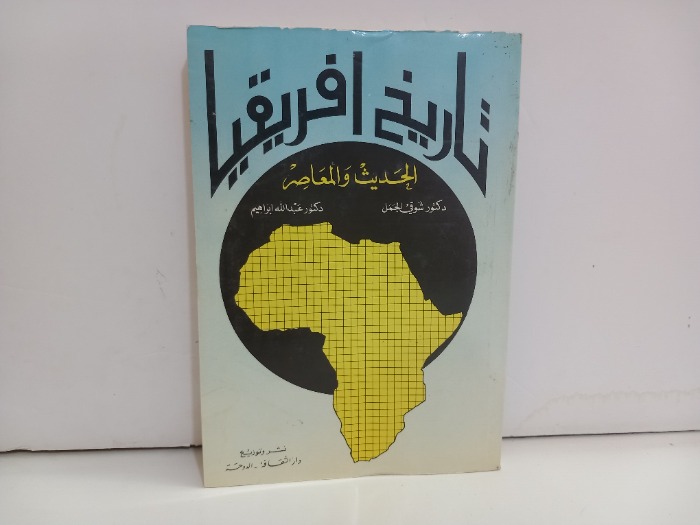 تاريخ افريقيا
الحديث والمعاصر
دكتور شوقي الجمل دكتور عبدالله ابراهيم
نشر وتوزيع
دار الثقافة - الدوحة